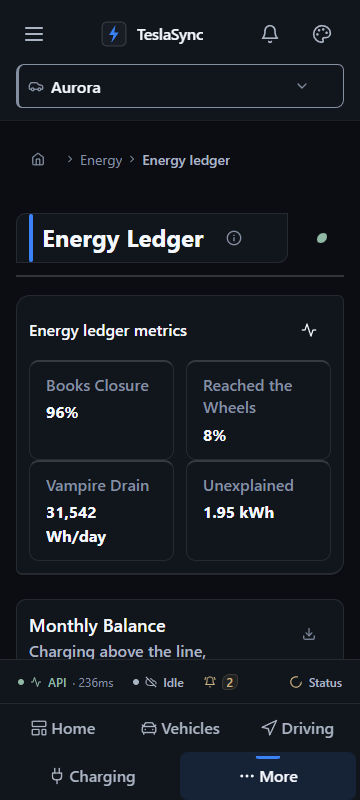 TeslaSync
Aurora
Energy
Energy ledger
Energy Ledger
Energy ledger metrics
Books Closure
96%
Reached the
Wheels
8%
Vampire Drain
31,542
Wh/day
Unexplained
1.95 kWh
Monthly Balance
Charging above the line,
API · 236ms
Idle
2
Status
Home
Vehicles
Driving
Charging
More